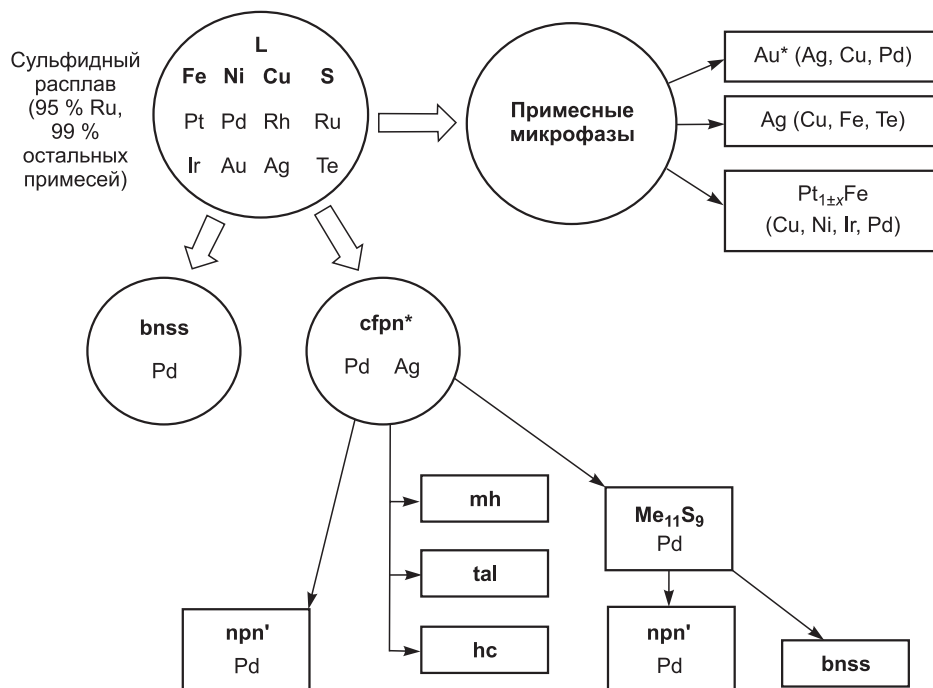 Сульфидный
расплав
(95 % Ru,
99 %
остальных
примесей)
L
Fe Ni Cu S
Pt Pd Rh Ru
Ir Au Ag Te
Примесные
микрофазы
Au* (Ag, Cu, Pd)
Ag (Cu, Fe, Te)
Pt₁±ₓFe
(Cu, Ni, Ir, Pd)
bnss
Pd
cfpn*
Pd Ag
mh
tal
hc
Me₁₁S₉
Pd
npn'
Pd
npn'
Pd
bnss